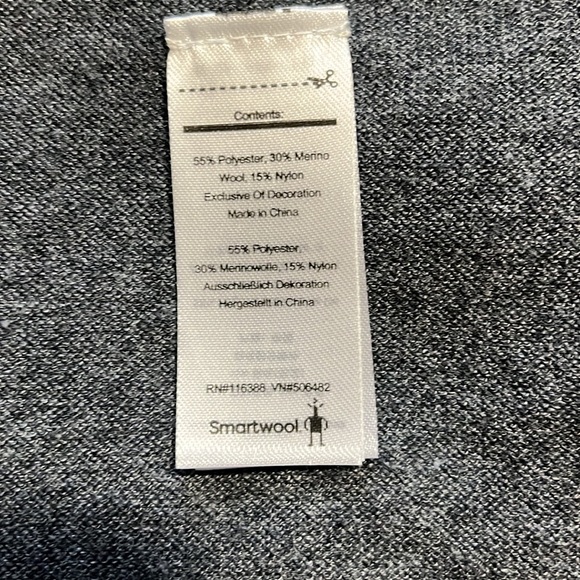 Contents:
55% Polyester, 30% Merino
Wool, 15% Nylon
Exclusive Of Decoration
Made in China
55% Polyester,
30% Merinowolle, 15% Nylon
Ausschließlich Dekoration
Hergestellt in China
RN#116388 VN#506482
Smartwool